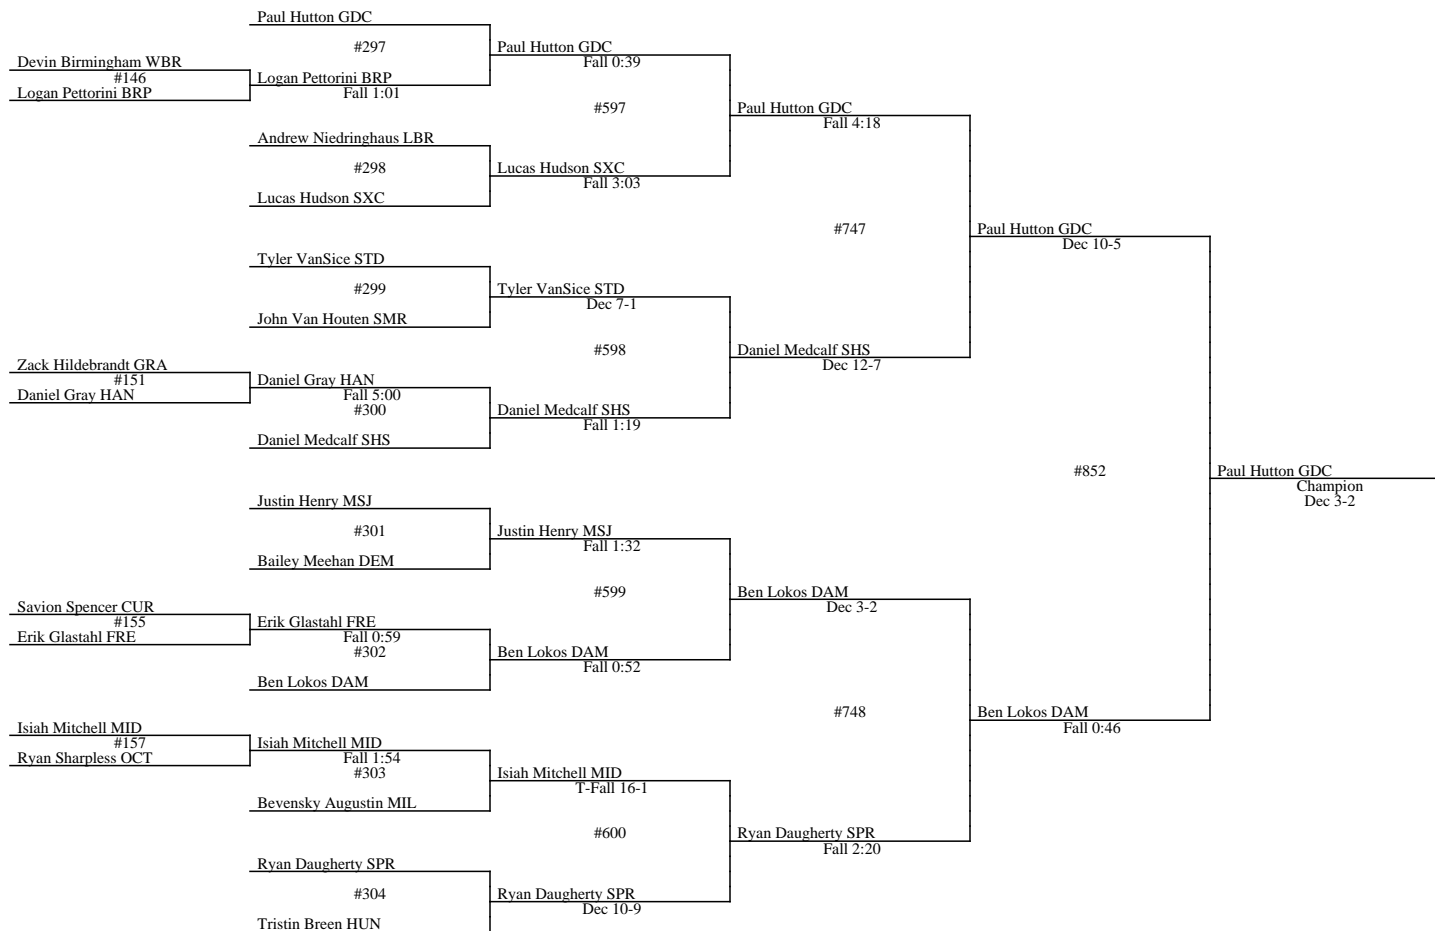 Paul Hutton GDC
#297
Paul Hutton GDC
Fall 0:39
Devin Birmingham WBR
#146
Logan Pettorini BRP
Logan Pettorini BRP
Fall 1:01
#597
Paul Hutton GDC
Fall 4:18
Andrew Niedringhaus LBR
#298
Lucas Hudson SXC
Fall 3:03
Lucas Hudson SXC
#747
Paul Hutton GDC
Dec 10-5
Tyler VanSice STD
#299
Tyler VanSice STD
Dec 7-1
John Van Houten SMR
#598
Daniel Medcalf SHS
Dec 12-7
Zack Hildebrandt GRA
#151
Daniel Gray HAN
Daniel Gray HAN
Fall 5:00
#300
Daniel Medcalf SHS
Fall 1:19
Daniel Medcalf SHS
#852
Paul Hutton GDC
Champion
Dec 3-2
Justin Henry MSJ
#301
Justin Henry MSJ
Fall 1:32
Bailey Meehan DEM
#599
Ben Lokos DAM
Dec 3-2
Savion Spencer CUR
#155
Erik Glastahl FRE
Erik Glastahl FRE
Fall 0:59
#302
Ben Lokos DAM
Fall 0:52
Ben Lokos DAM
#748
Ben Lokos DAM
Fall 0:46
Isiah Mitchell MID
#157
Ryan Sharpless OCT
Isiah Mitchell MID
Fall 1:54
#303
Isiah Mitchell MID
T-Fall 16-1
Bevensky Augustin MIL
#600
Ryan Daugherty SPR
Fall 2:20
Ryan Daugherty SPR
#304
Ryan Daugherty SPR
Dec 10-9
Tristin Breen HUN